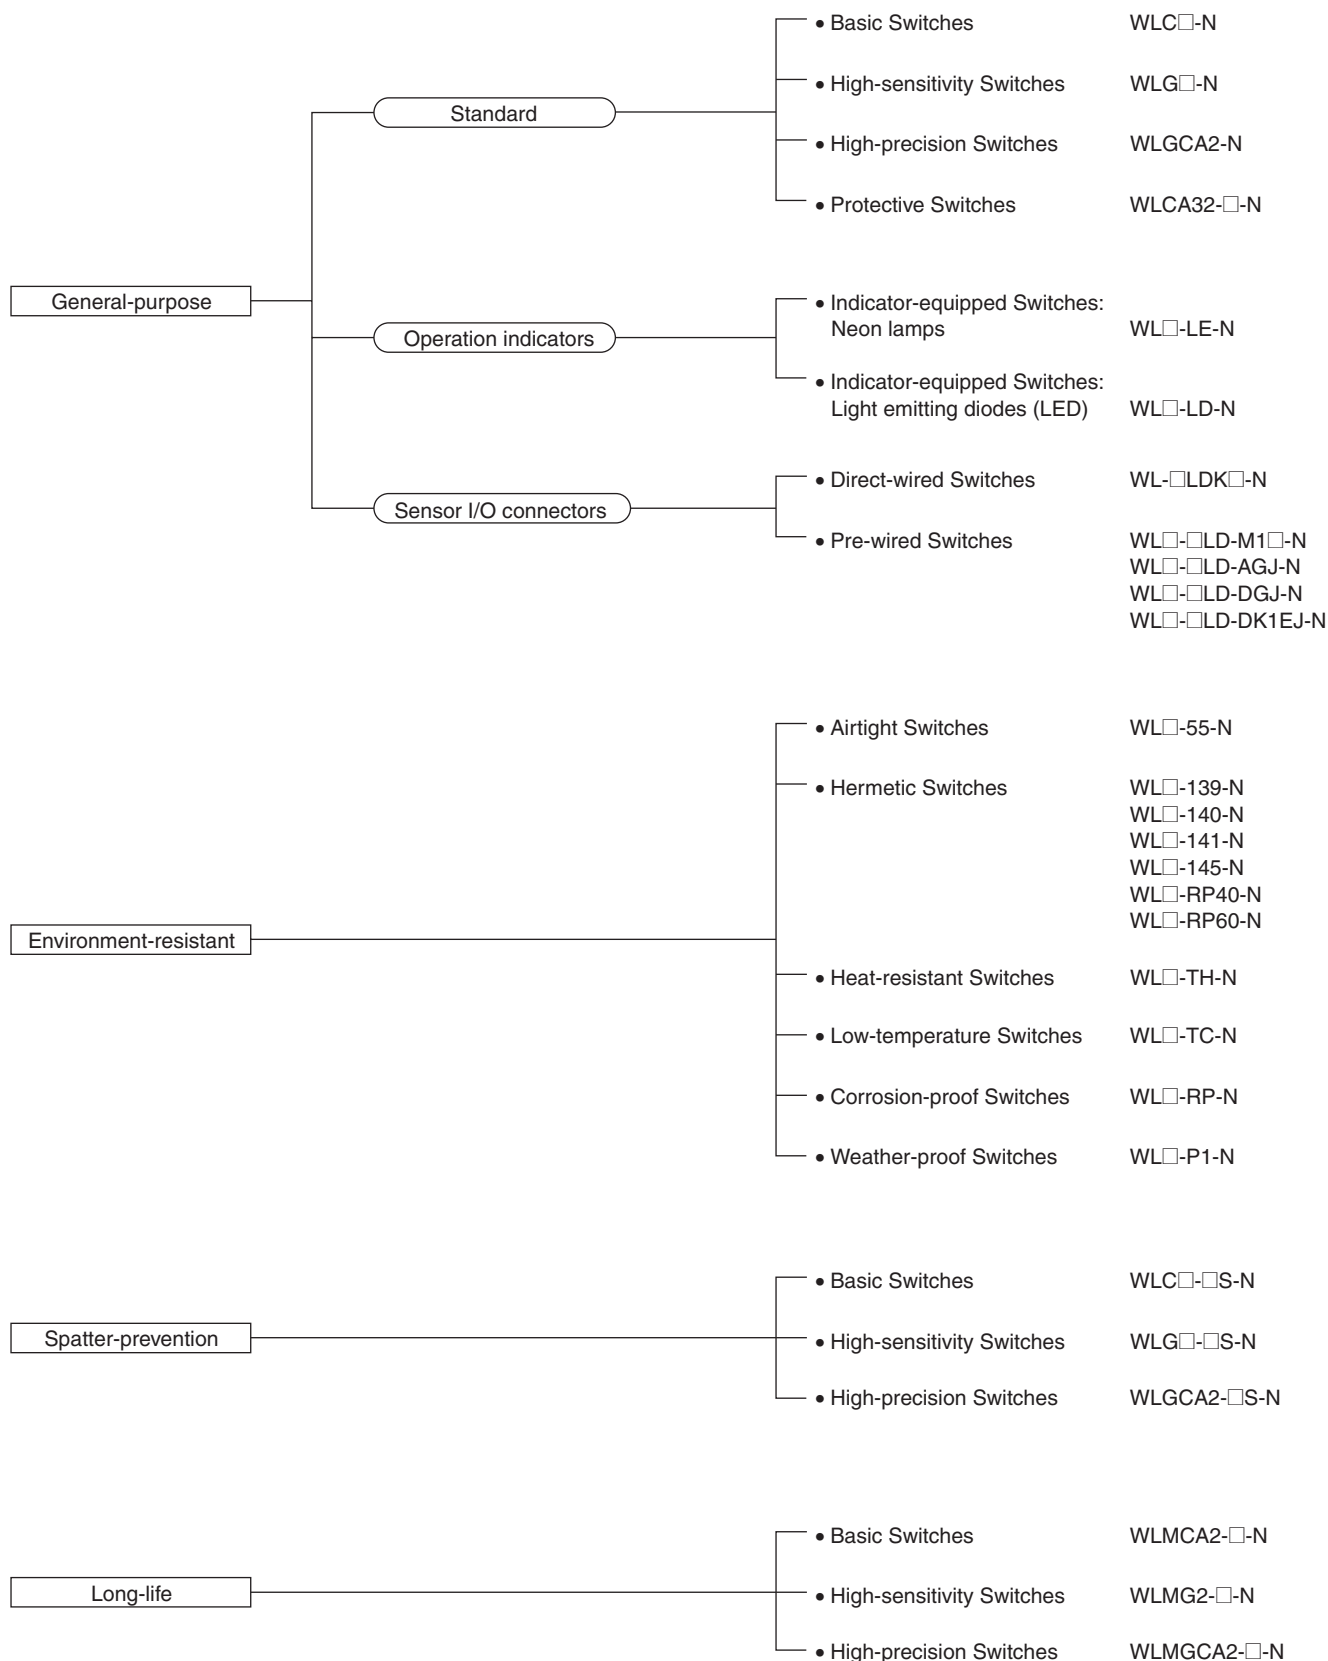 • Basic Switches WLC□-N
• High-sensitivity Switches WLG□-N
Standard
• High-precision Switches WLGCA2-N
• Protective Switches WLCA32-□-N
General-purpose
• Indicator-equipped Switches:
Neon lamps WL□-LE-N
Operation indicators
• Indicator-equipped Switches:
Light emitting diodes (LED) WL□-LD-N
• Direct-wired Switches WL-□LDK□-N
Sensor I/O connectors
• Pre-wired Switches WL□-□LD-M1□-N
WL□-□LD-AGJ-N
WL□-□LD-DGJ-N
WL□-□LD-DK1EJ-N
• Airtight Switches WL□-55-N
• Hermetic Switches WL□-139-N
WL□-140-N
WL□-141-N
WL□-145-N
WL□-RP40-N
WL□-RP60-N
Environment-resistant
• Heat-resistant Switches WL□-TH-N
• Low-temperature Switches WL□-TC-N
• Corrosion-proof Switches WL□-RP-N
• Weather-proof Switches WL□-P1-N
• Basic Switches WLC□-□S-N
Spatter-prevention
• High-sensitivity Switches WLG□-□S-N
• High-precision Switches WLGCA2-□S-N
• Basic Switches WLMCA2-□-N
Long-life
• High-sensitivity Switches WLMG2-□-N
• High-precision Switches WLMGCA2-□-N